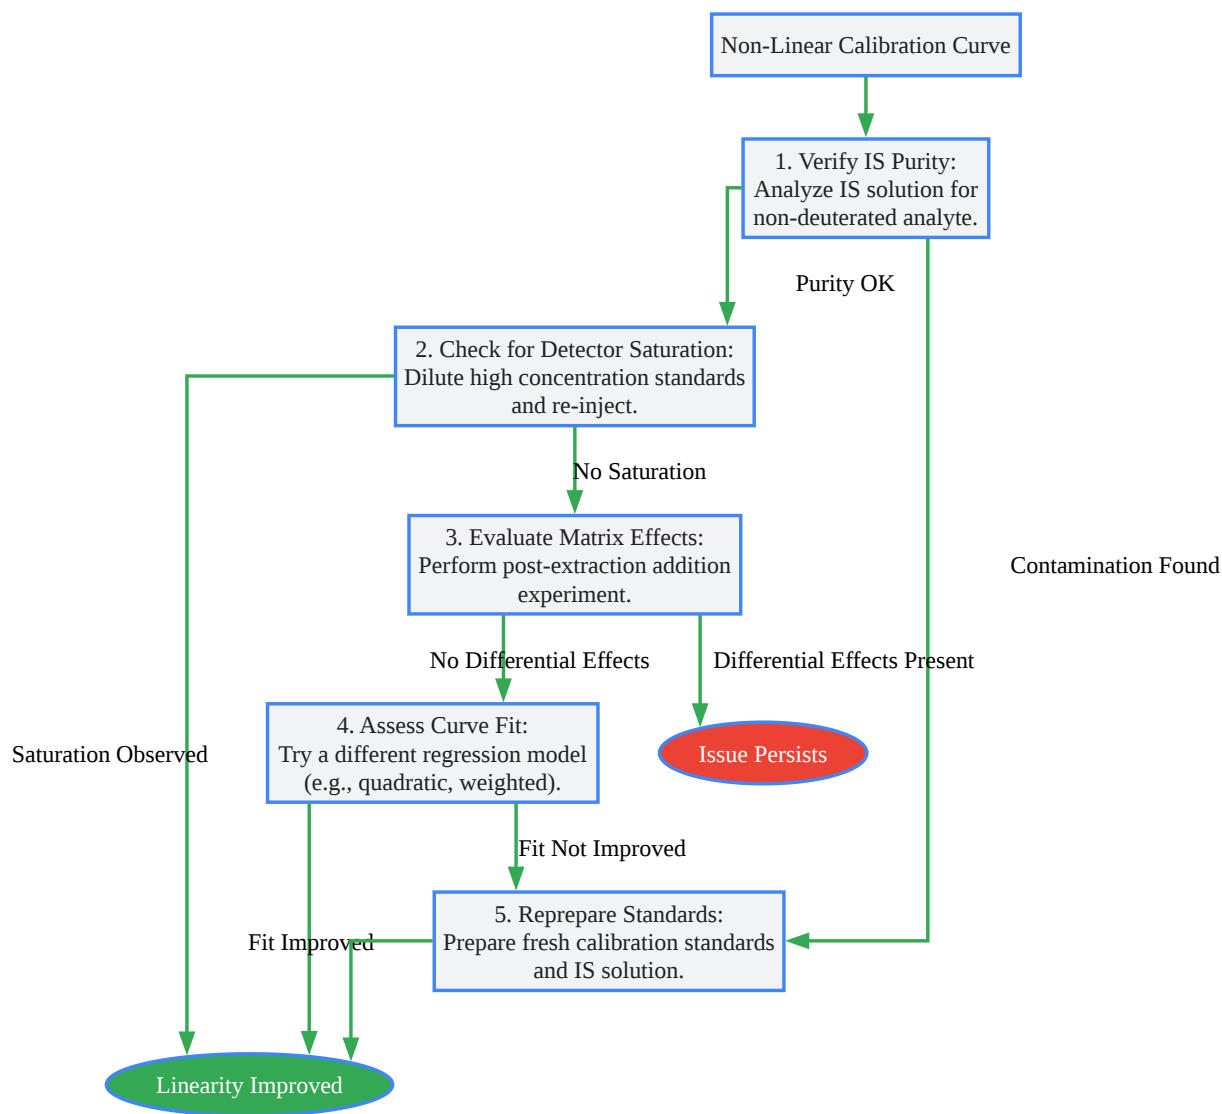 Non-Linear Calibration Curve
1. Verify IS Purity:
Analyze IS solution for
non-deuterated analyte.
Purity OK
2. Check for Detector Saturation:
Dilute high concentration standards
and re-inject.
No Saturation
3. Evaluate Matrix Effects:
Perform post-extraction addition
experiment.
Contamination Found
No Differential Effects
Differential Effects Present
4. Assess Curve Fit:
Try a different regression model
(e.g., quadratic, weighted).
Issue Persists
Saturation Observed
Fit Not Improved
5. Reprepare Standards:
Prepare fresh calibration standards
and IS solution.
Fit Improved
Linearity Improved